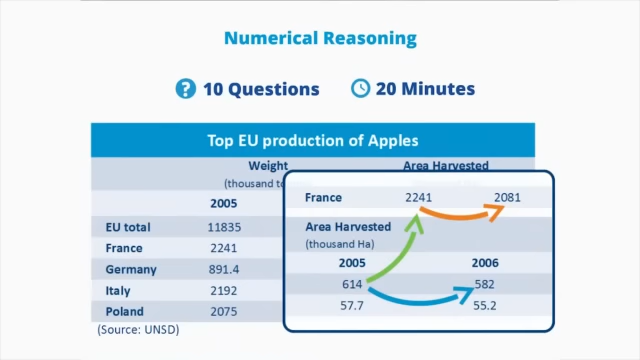 Numerical Reasoning
? 10 Questions 20 Minutes
Top EU production of Apples
Weight Area Harvested
(thousand
2005
EU total 11835
France 2241
Germany 891.4
Italy 2192
Poland 2075
(Source: UNSD)
France 2241 2081
Area Harvested
(thousand Ha)
2005 2006
614 582
57.7 55.2